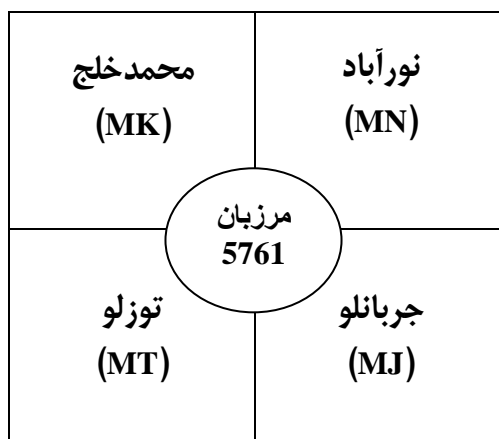 نورآباد
(MN)
محمدخلج
(MK)
مرزبان
5761
جربانلو
(MJ)
توزلو
(MT)